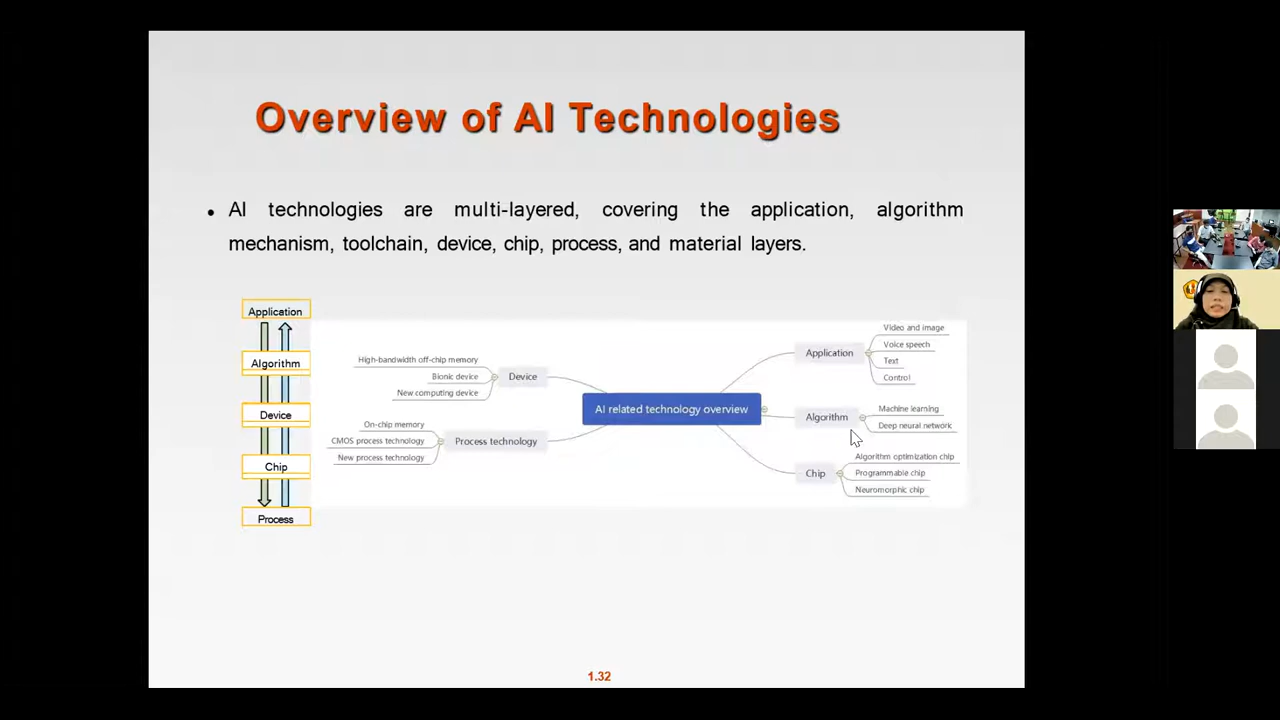 Overview of AI Technologies
• AI technologies are multi-layered, covering the application, algorithm
mechanism, toolchain, device, chip, process, and material layers.
Application
Algorithm
Device
Chip
Process
High-bandwidth off-chip memory
Bionic device
New computing device
Device
On-chip memory
CMOS process technology
New process technology
Process technology
AI related technology overview
Application
Video and image
Voice speech
Text
Control
Algorithm
Machine learning
Deep neural network
Chip
Algorithm optimization chip
Programmable chip
Neuromorphic chip
1.32